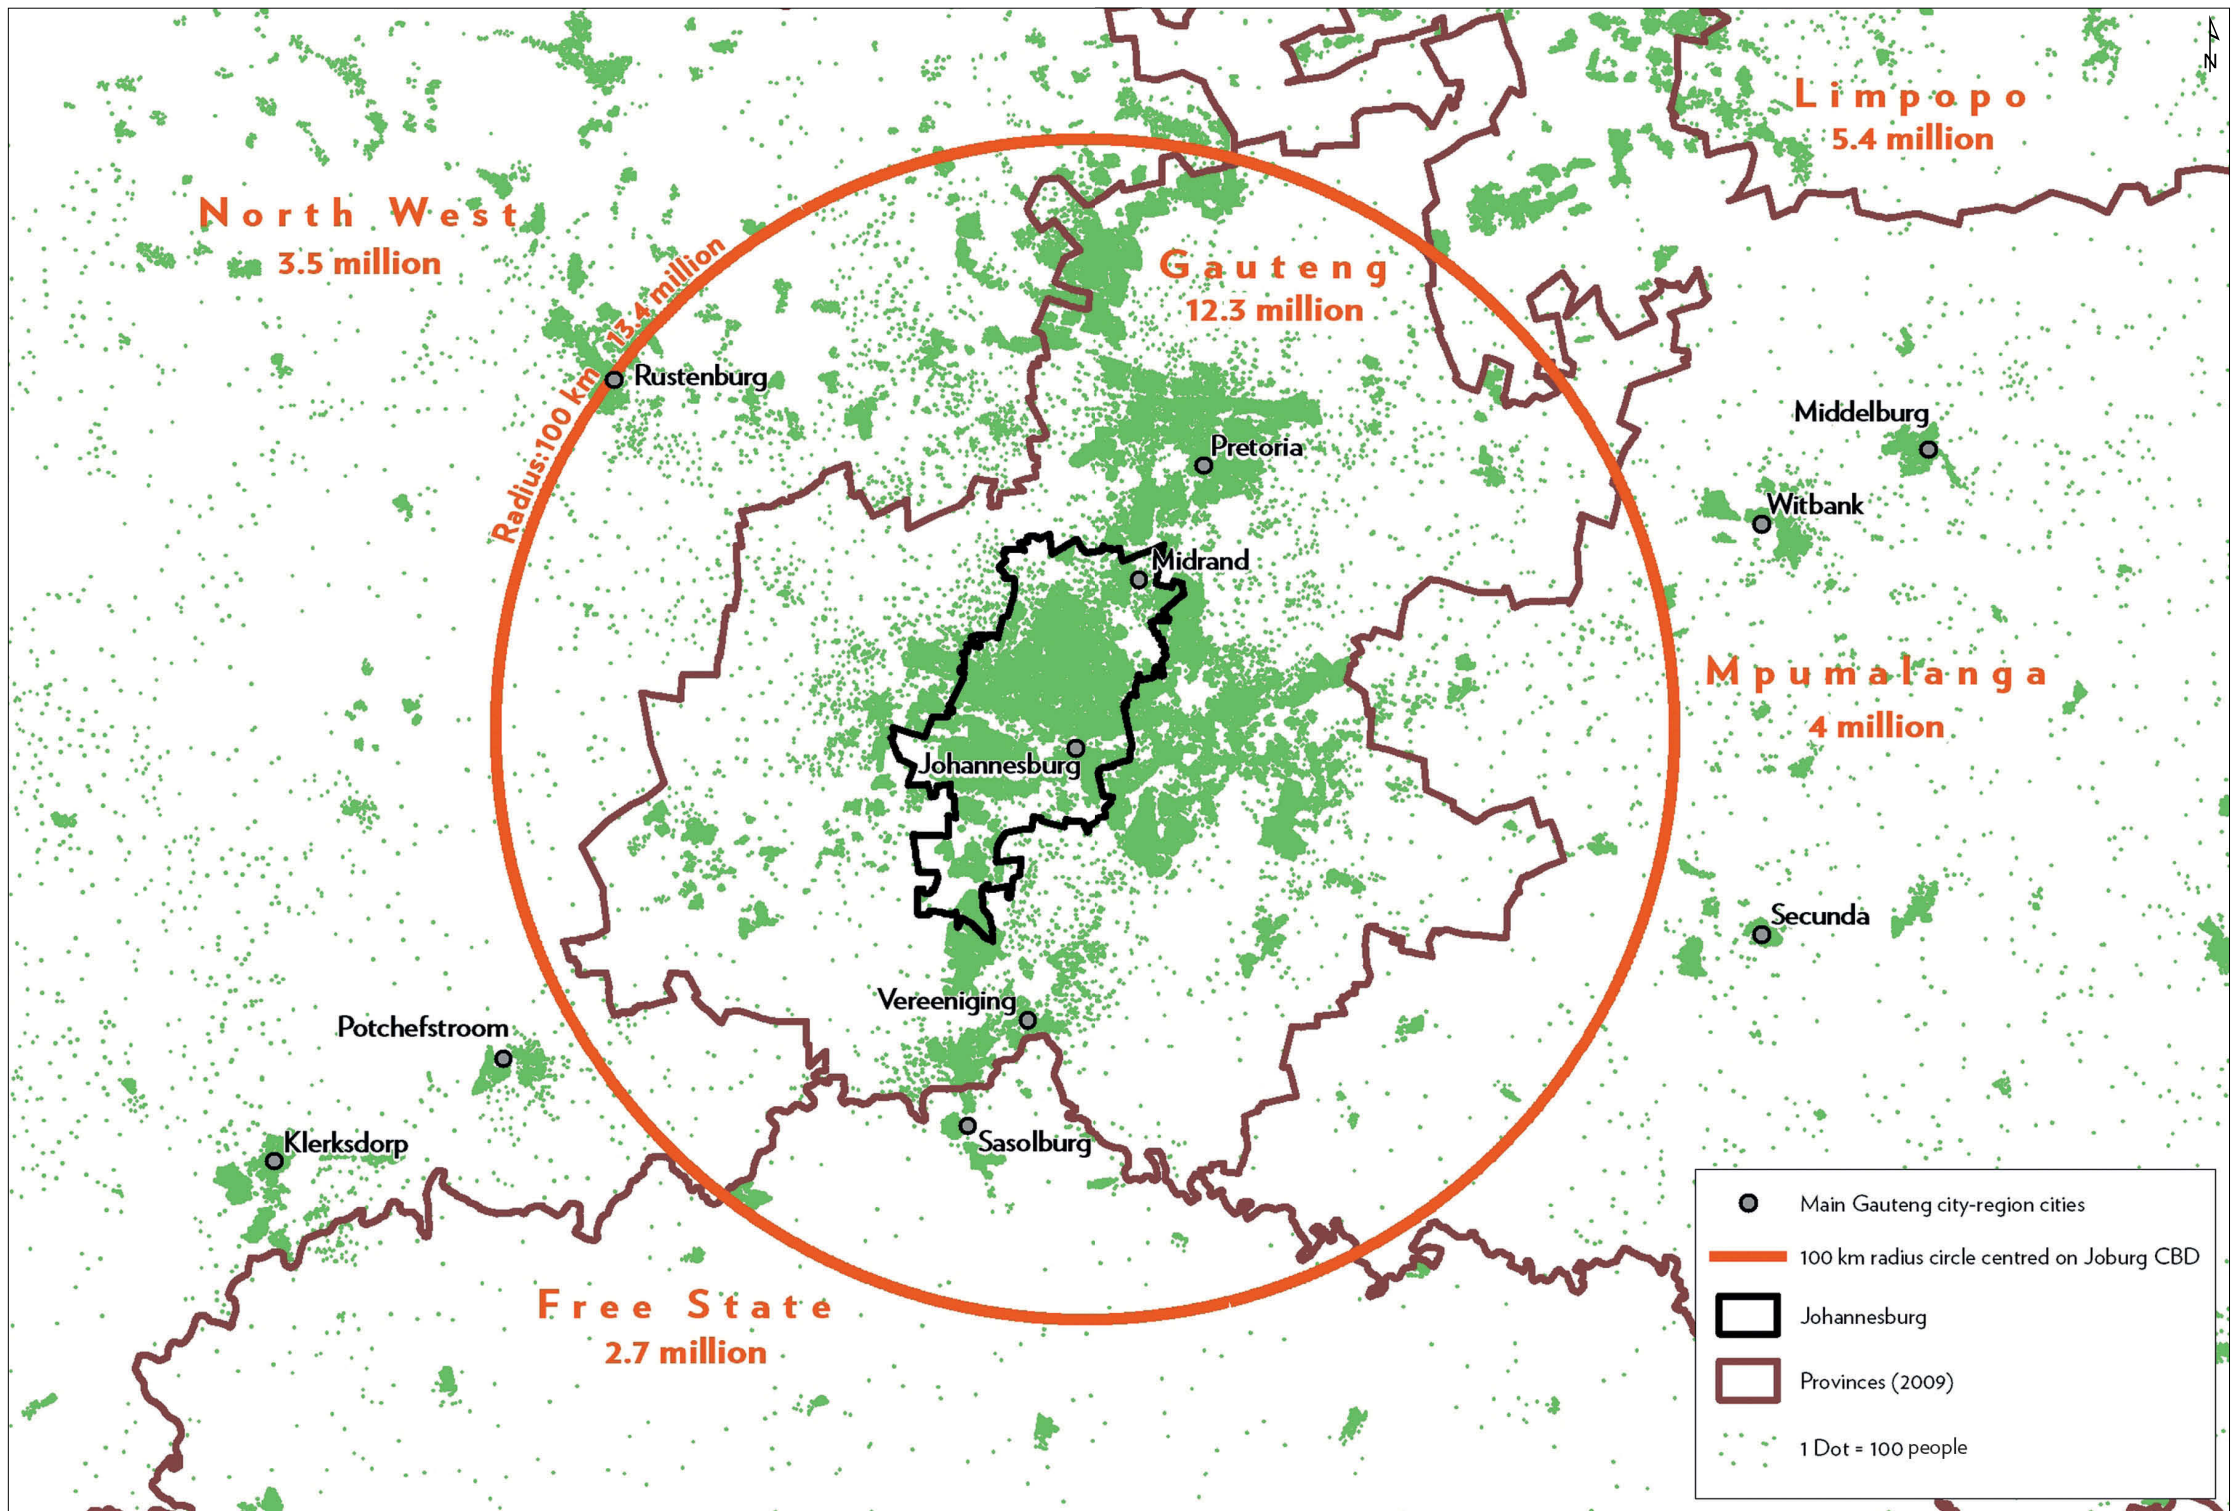 N
Limpopo
5.4 million
North West
3.5 million
Gauteng
12.3 million
Radius:100 km 13.4 million
Rustenburg
Middelburg
Pretoria
Witbank
Midrand
Mpumalanga
4 million
Johannesburg
Secunda
Vereeniging
Potchefstroom
Klerksdorp
Sasolburg
Free State
2.7 million
Main Gauteng city-region cities
100 km radius circle centred on Joburg CBD
Johannesburg
Provinces (2009)
1 Dot = 100 people